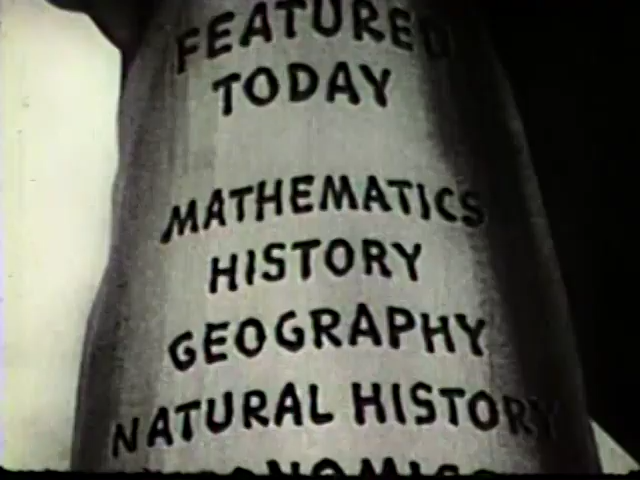 FEATURED
TODAY
MATHEMATICS
HISTORY
GEOGRAPHY
NATURAL HISTORY